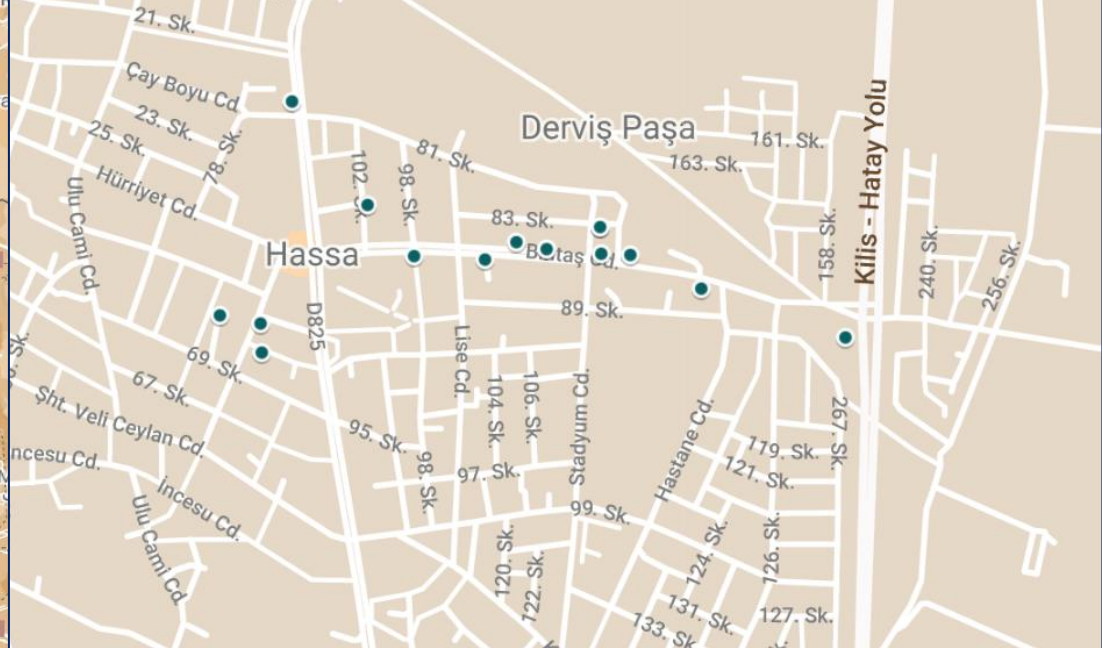 21. Sk.
Çay Boyu Cd.
23. Sk.
25. Sk.
78. Sk.
Hürriyet Cd.
Ulu Cami Cd.
102. Sk.
98. Sk.
81. Sk.
Derviş Paşa
161. Sk.
163. Sk.
158. Sk.
Kilis - Hatay Yolu
240. Sk.
256. Sk.
83. Sk.
Hassa
89. Sk.
D825
Lise Cd.
69. Sk.
67. Sk.
Şht. Veli Ceylan Cd.
ncesu Cd.
İncesu Cd.
Ulu Cami Cd.
95. Sk.
98. Sk.
104. Sk.
106. Sk.
97. Sk.
Stadyum Cd.
99. Sk.
Hastane Cd.
119. Sk.
121. Sk.
267. Sk.
120. Sk.
122. Sk.
124. Sk.
126. Sk.
131. Sk.
133. Sk.
127. Sk.